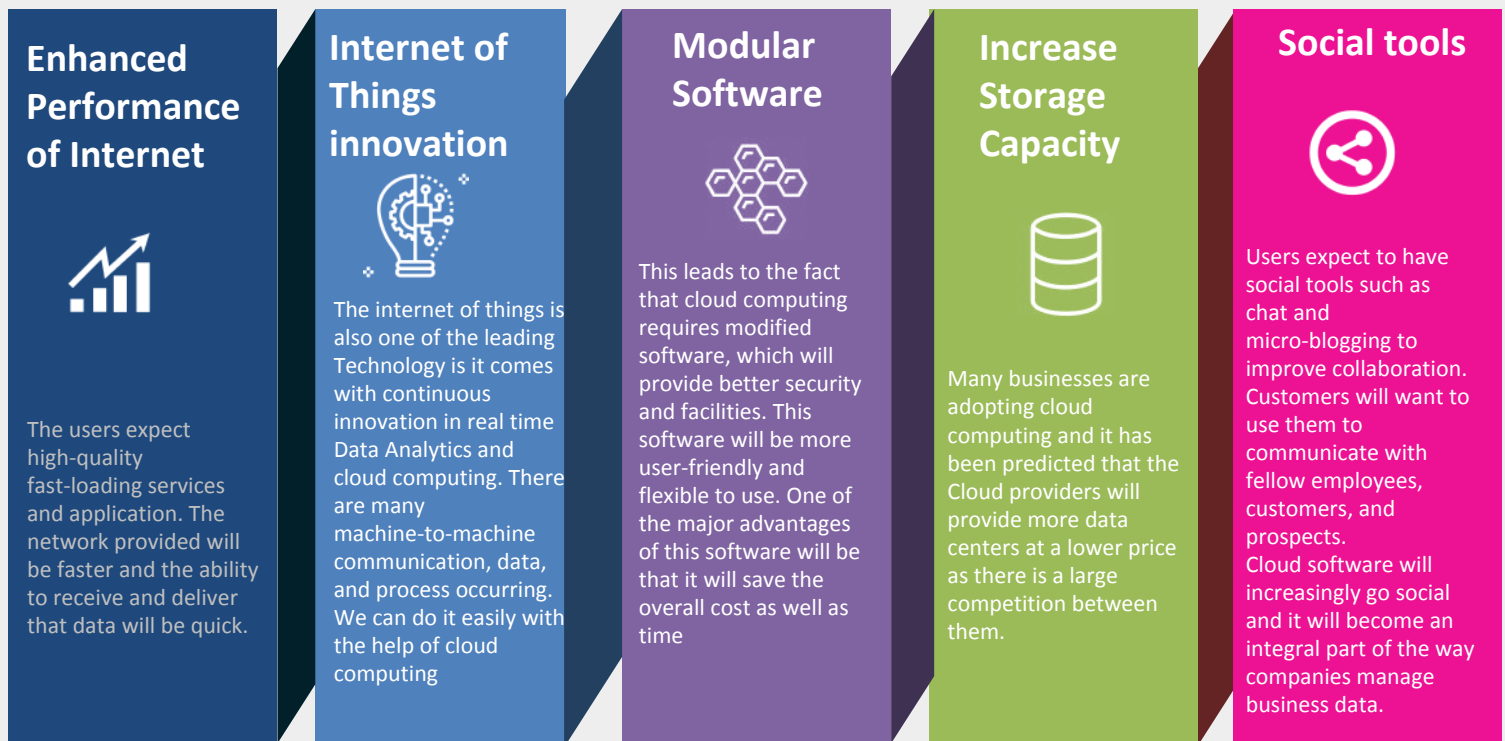 Enhanced
Performance
of Internet
The users expect
high-quality
fast-loading services
and application. The
network provided will
be faster and the ability
to receive and deliver
that data will be quick.
Internet of
Things
innovation
The internet of things is
also one of the leading
Technology is it comes
with continuous
innovation in real time
Data Analytics and
cloud computing. There
are many
machine-to-machine
communication, data,
and process occurring.
We can do it easily with
the help of cloud
computing
Modular
Software
This leads to the fact
that cloud computing
requires modified
software, which will
provide better security
and facilities. This
software will be more
user-friendly and
flexible to use. One of
the major advantages
of this software will be
that it will save the
overall cost as well as
time
Increase
Storage
Capacity
Many businesses are
adopting cloud
computing and it has
been predicted that the
Cloud providers will
provide more data
centers at a lower price
as there is a large
competition between
them.
Social tools
Users expect to have
social tools such as
chat and
micro-blogging to
improve collaboration.
Customers will want to
use them to
communicate with
fellow employees,
customers, and
prospects.
Cloud software will
increasingly go social
and it will become an
integral part of the way
companies manage
business data.